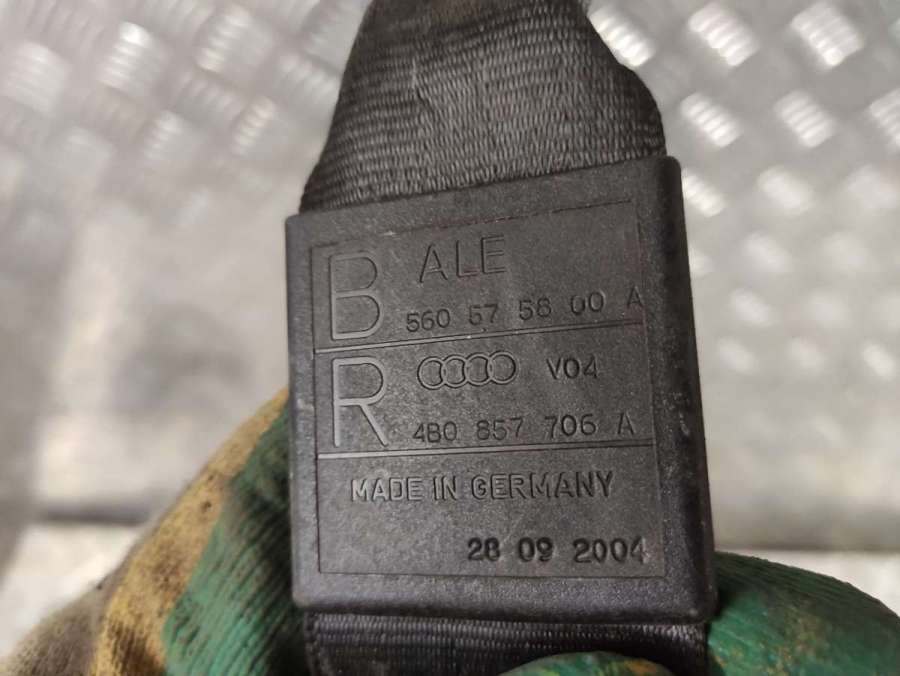 B ALE
560 57 58 00 A
R V04
4B0 857 706 A
MADE IN GERMANY
28 09 2004